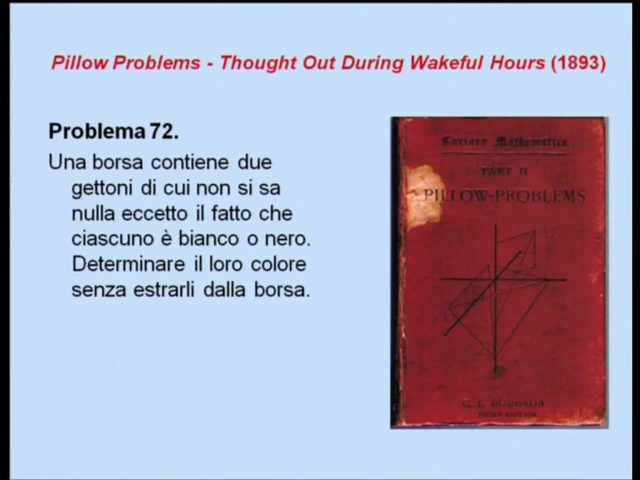 Pillow Problems - Thought Out During Wakeful Hours (1893)
Problema 72.
Una borsa contiene due
gettoni di cui non si sa
nulla eccetto il fatto che
ciascuno è bianco o nero.
Determinare il loro colore
senza estrarli dalla borsa.
Curiosa Mathematica
PART II
PILLOW-PROBLEMS
C. L. DODGSON
THIRD EDITION